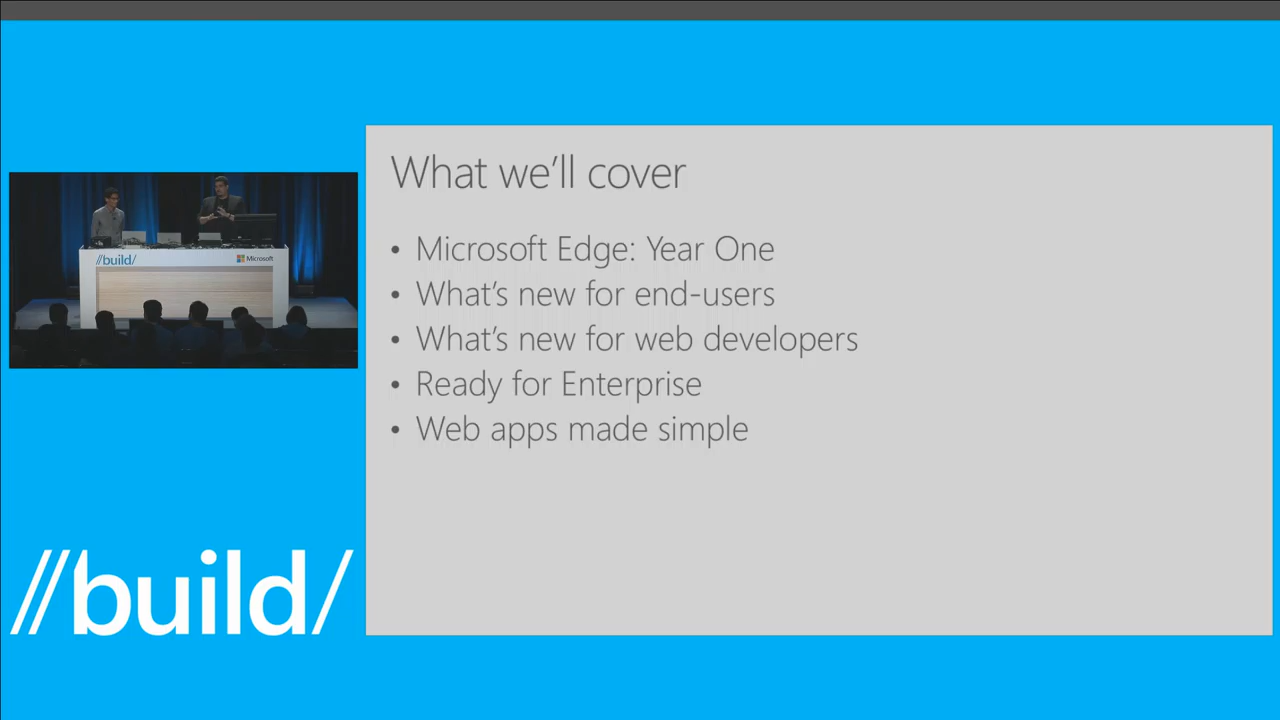 What we'll cover
• Microsoft Edge: Year One
• What's new for end-users
• What's new for web developers
• Ready for Enterprise
• Web apps made simple
//build/
Microsoft
//build/